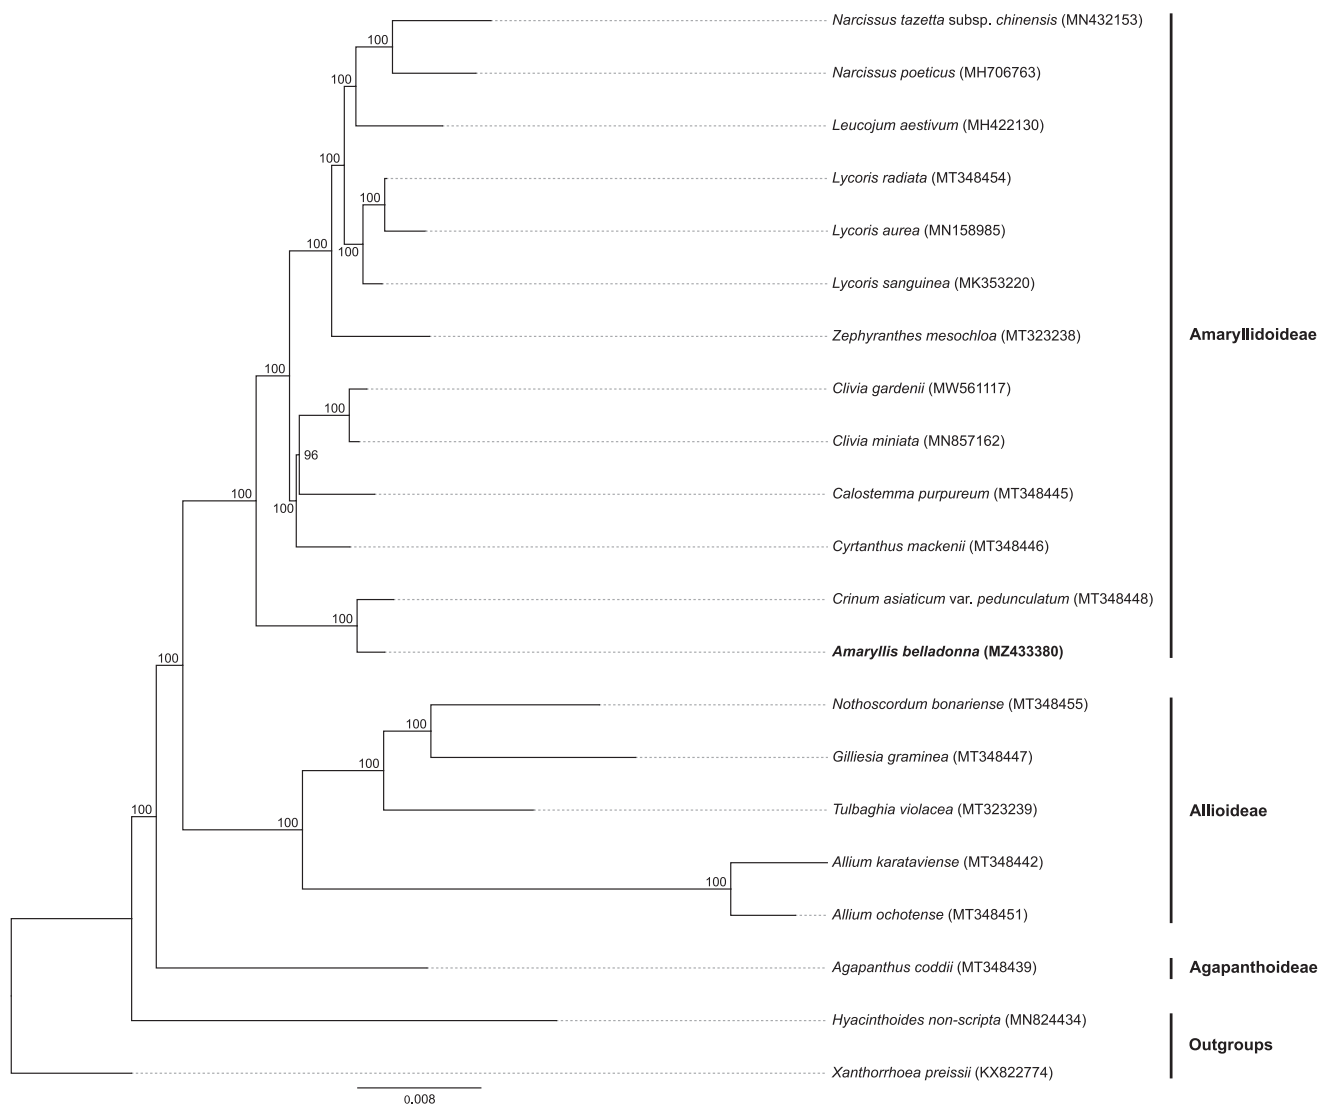 Narcissus tazetta subsp. chinensis (MN432153)
100
Narcissus poeticus (MH706763)
100
Leucojum aestivum (MH422130)
100
Lycoris radiata (MT348454)
100
Lycoris aurea (MN158985)
100
100
Lycoris sanguinea (MK353220)
Zephyranthes mesochloa (MT323238)
Amaryllidoideae
100
Clivia gardenii (MW561117)
100
Clivia miniata (MN857162)
96
Calostemma purpureum (MT348445)
100
100
Cyrtanthus mackenii (MT348446)
Crinum asiaticum var. pedunculatum (MT348448)
100
Amaryllis belladonna (MZ433380)
100
Nothoscordum bonariense (MT348455)
100
Gilliesia graminea (MT348447)
100
Tulbaghia violacea (MT323239)
Allioideae
100
100
Allium karataviense (MT348442)
100
Allium ochotense (MT348451)
Agapanthus coddii (MT348439)
Agapanthoideae
Hyacinthoides non-scripta (MN824434)
Outgroups
Xanthorrhoea preissii (KX822774)
0.008